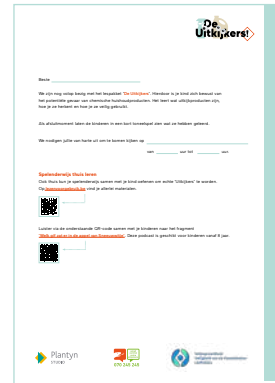 De
Uitkijkers!
Beste
We zijn nog volop bezig met het lespakket "De Uitkijkers". Hierdoor is je kind zich bewust van
het potentiële gevaar van chemische huishoudproducten. Het leert wat uitkijkproducten zijn,
hoe je ze herkent en hoe je ze veilig gebruikt.
Als afsluitmoment laten de kinderen in een kort toneelspel zien wat ze hebben geleerd.
We nodigen jullie van harte uit om te komen kijken op
van uur tot uur.
Spelenderwijs thuis leren
Ook thuis kun je spelenderwijs samen met je kind oefenen om echte 'Uitkijkers' te worden.
Op vind je allerlei materialen.
Luister via de onderstaande QR-code samen met je kinderen naar het fragment
Deze podcast is geschikt voor kinderen vanaf 6 jaar.
Plantyn
STUDIO
070 245 245